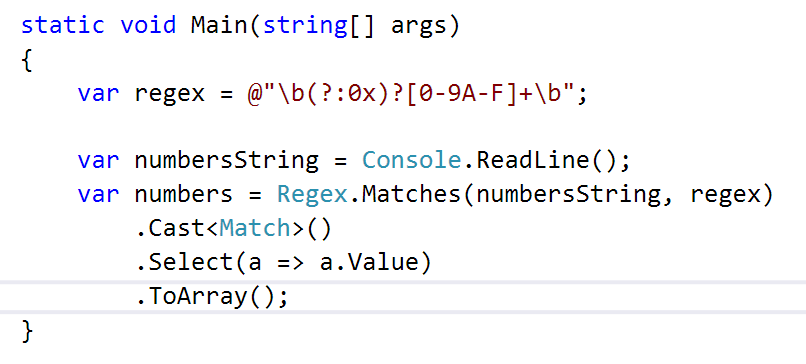 static void Main(string[] args)
{
    var regex = @"\b(?:0x)?[0-9A-F]+\b";

    var numbersString = Console.ReadLine();
    var numbers = Regex.Matches(numbersString, regex)
        .Cast<Match>()
        .Select(a => a.Value)
        .ToArray();
}